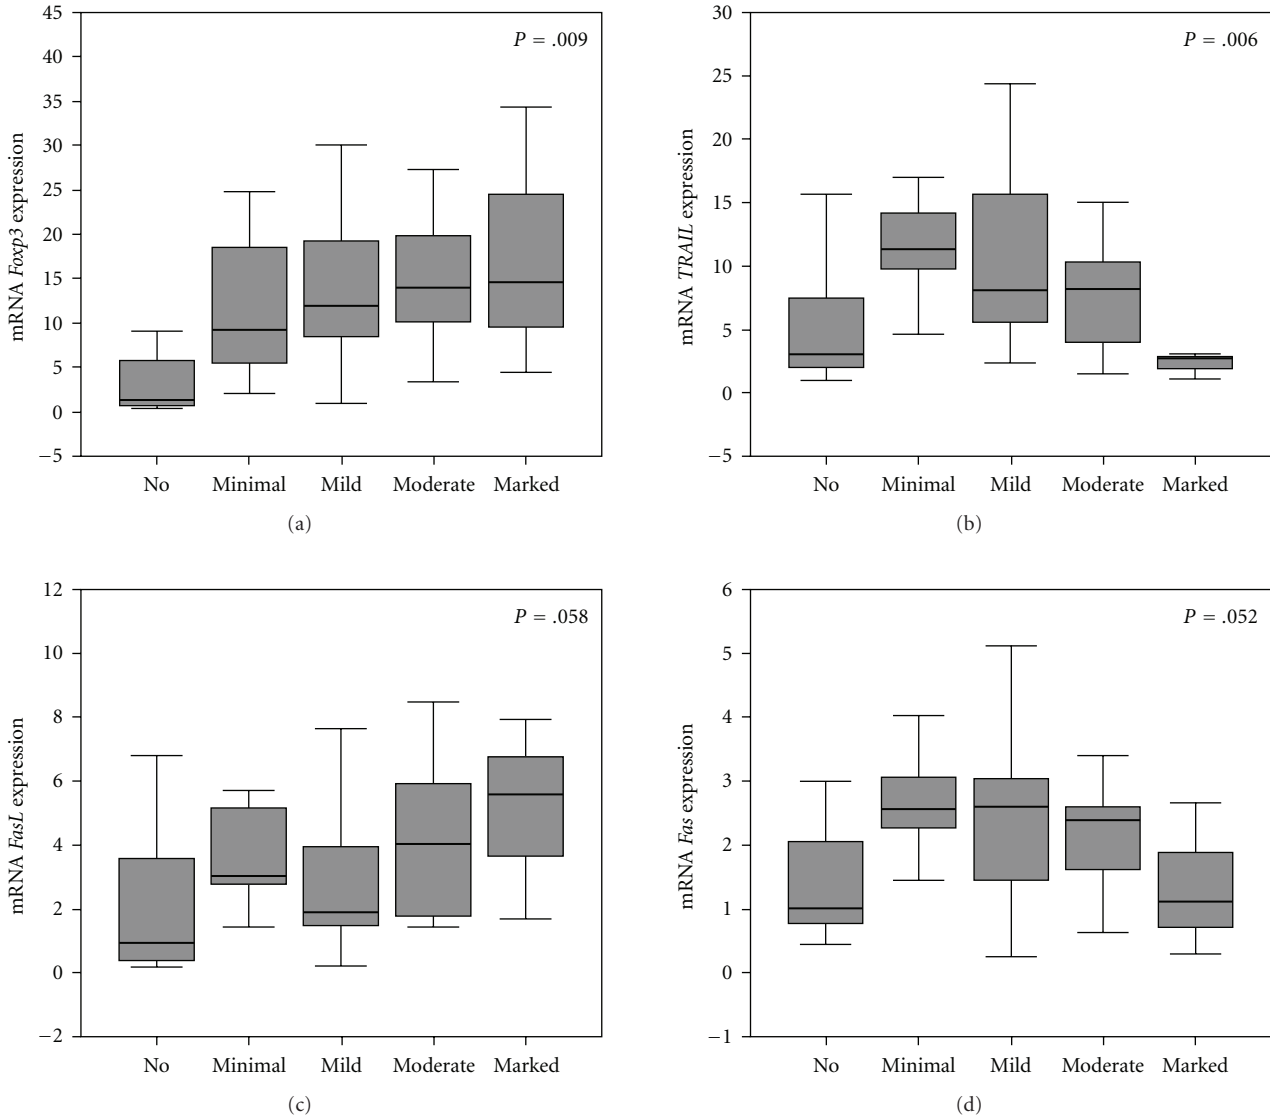 45
40
35
30
25
20
15
10
5
0
−5
mRNA Foxp3 expression
P = .009
No Minimal Mild Moderate Marked
(a)
30
25
20
15
10
5
0
−5
mRNA TRAIL expression
P = .006
No Minimal Mild Moderate Marked
(b)
12
10
8
6
4
2
0
−2
mRNA FasL expression
P = .058
No Minimal Mild Moderate Marked
(c)
6
5
4
3
2
1
0
−1
mRNA Fas expression
P = .052
No Minimal Mild Moderate Marked
(d)